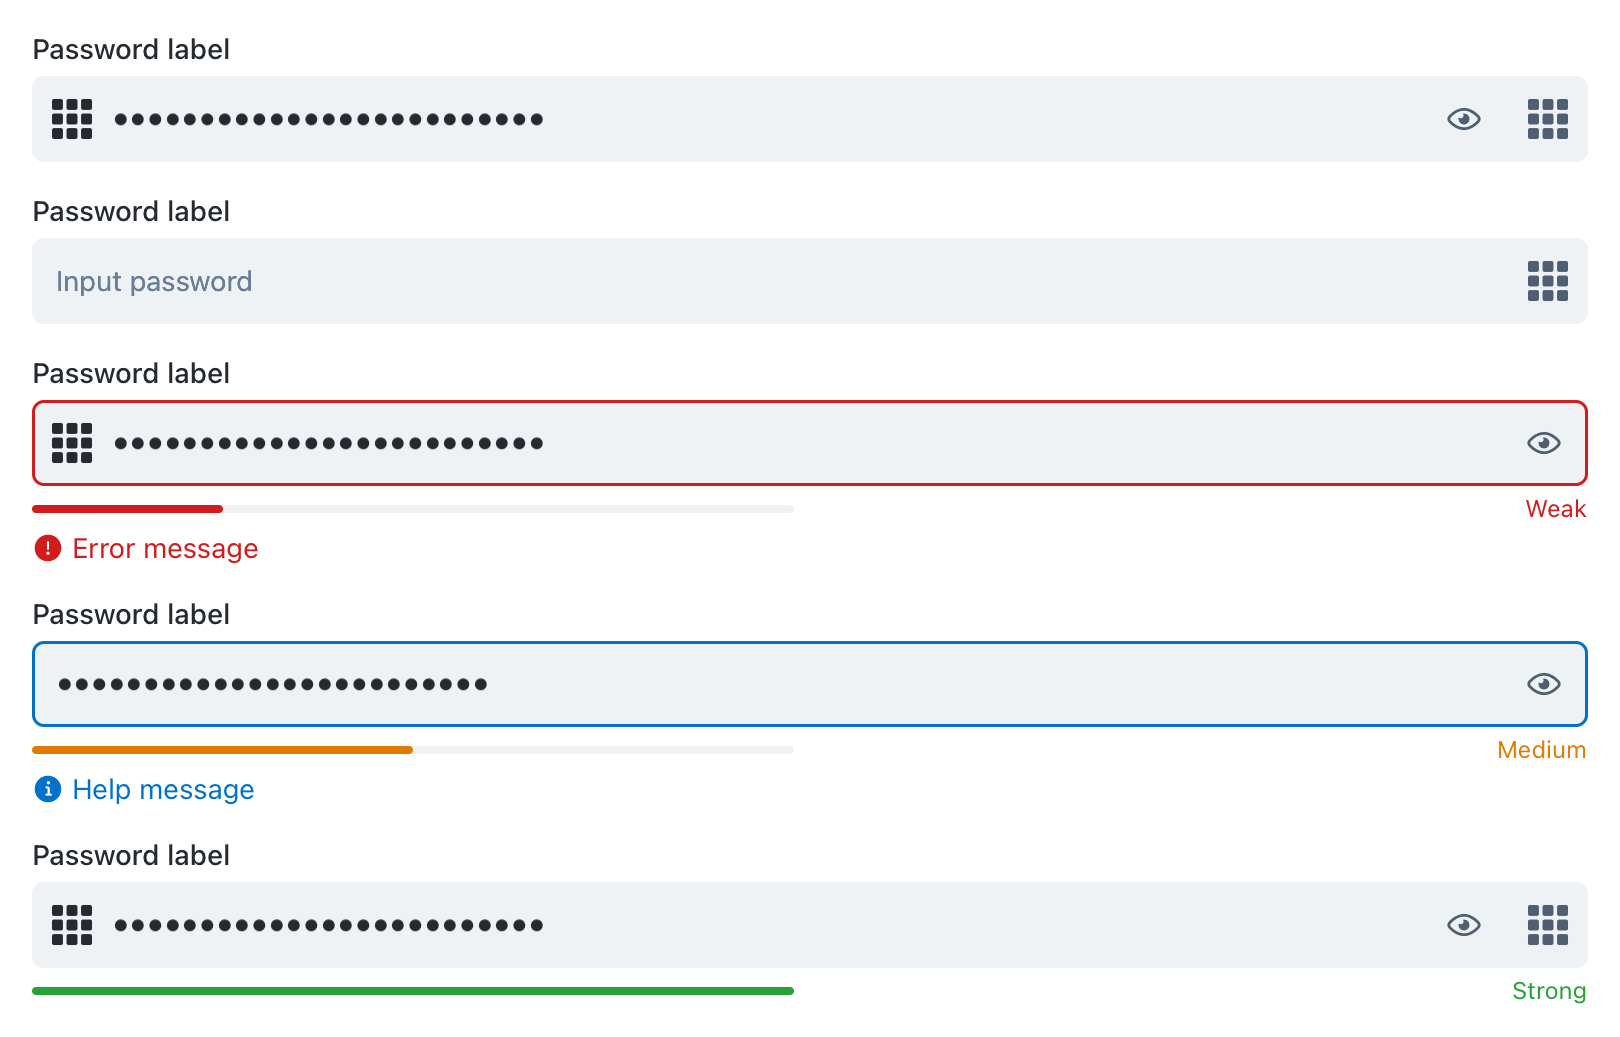 Password label
•••••••••••••••••••••••••
Password label
Input password
Password label
•••••••••••••••••••••••••
Weak
Error message
Password label
•••••••••••••••••••••••••
Medium
Help message
Password label
•••••••••••••••••••••••••
Strong